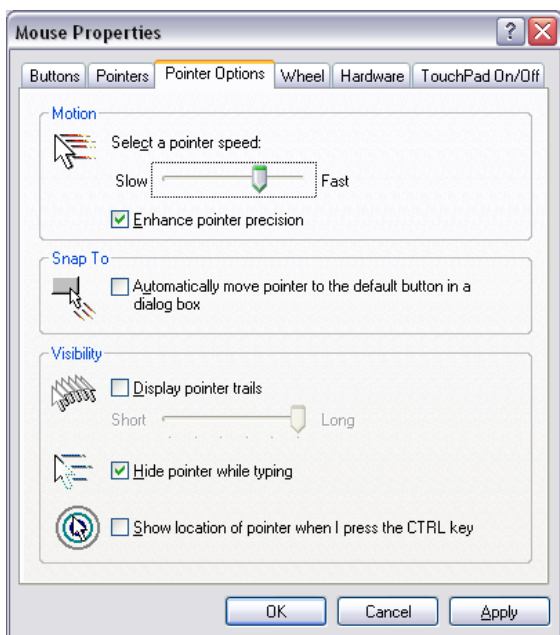 Mouse Properties
Buttons Pointers Pointer Options Wheel Hardware TouchPad On/Off
Motion
Select a pointer speed:
Slow Fast
Enhance pointer precision
Snap To
Automatically move pointer to the default button in a
dialog box
Visibility
Display pointer trails
Short Long
Hide pointer while typing
Show location of pointer when I press the CTRL key
OK Cancel Apply